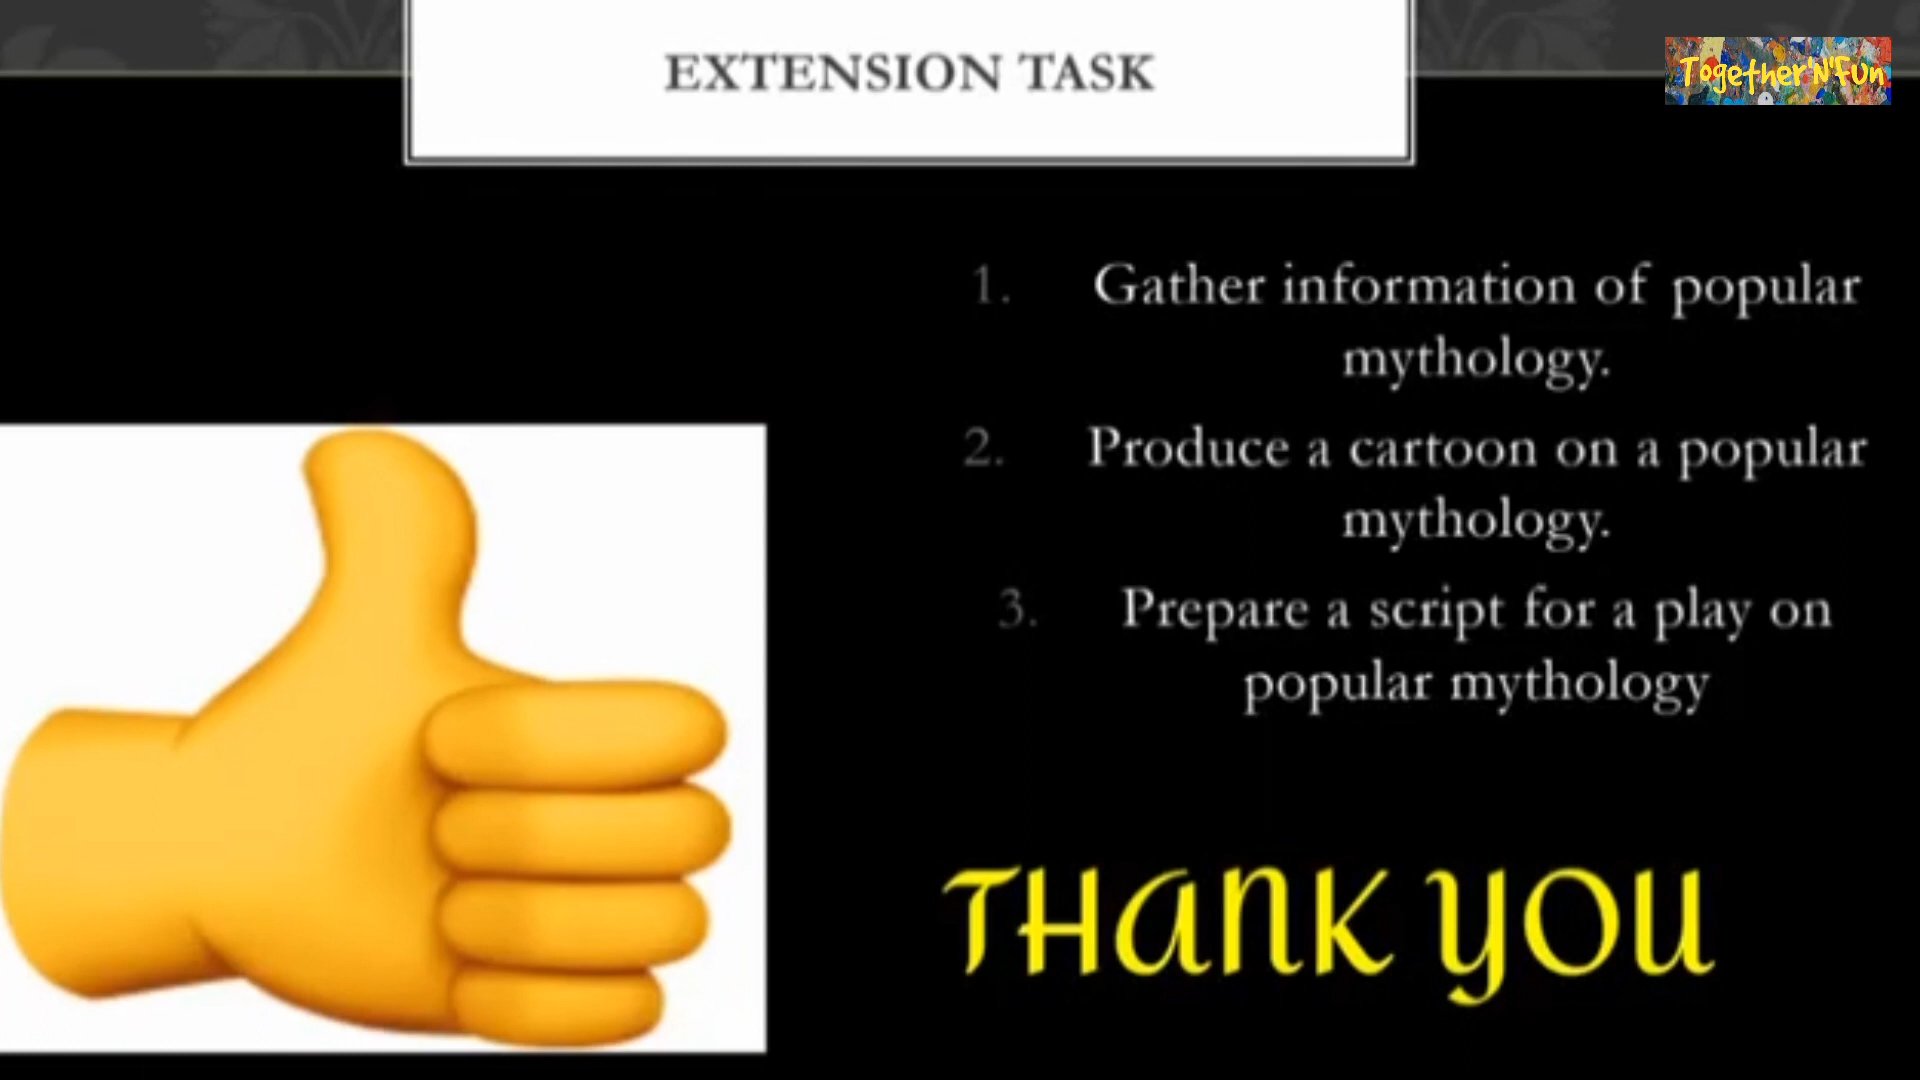 EXTENSION TASK
Together'N'Fun
1. Gather information of popular
mythology.
2. Produce a cartoon on a popular
mythology.
3. Prepare a script for a play on
popular mythology
THANK YOU